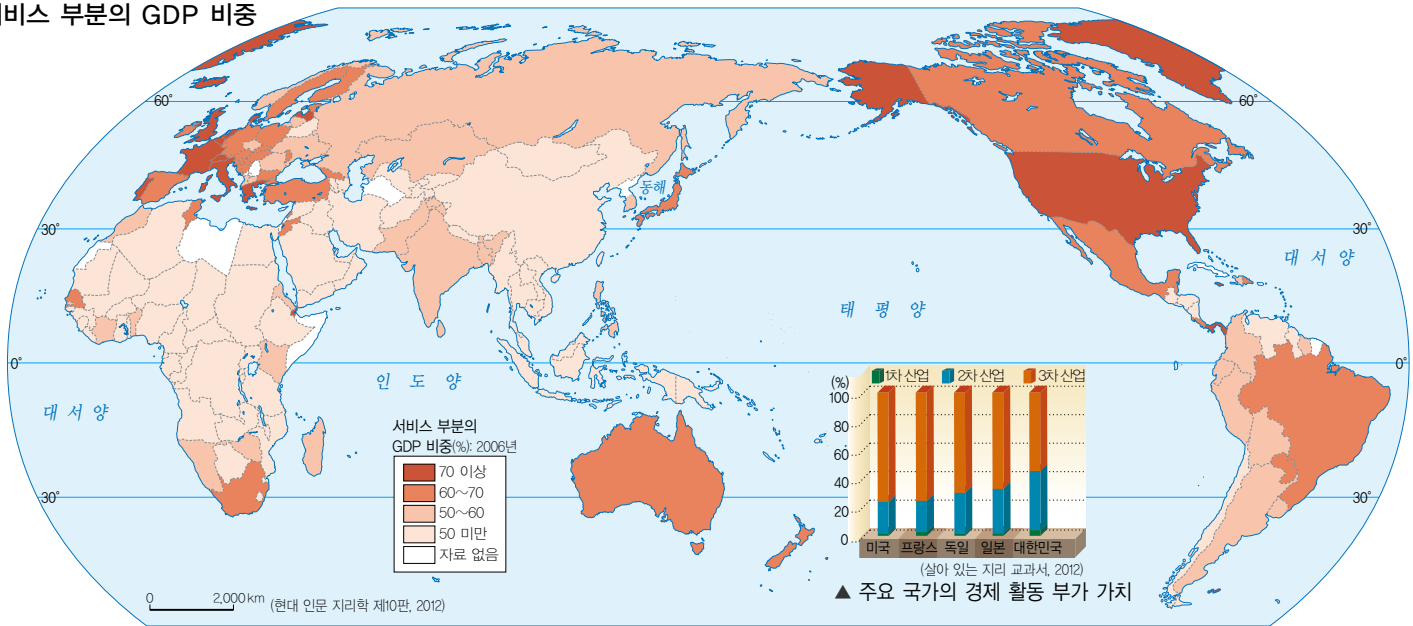 비스 부분의 GDP 비중
60°
60°
동해
30°
30°
대서양
태평양
0°
0°
인도양
대서양
서비스 부분의
GDP 비중(%): 2006년
70 이상
60~70
50~60
50 미만
자료 없음
30°
30°
0 2,000km
(현대 인문 지리학 제10판, 2012)
1차 산업 2차 산업 3차 산업
(%)
100
80
60
40
20
0
미국 프랑스 독일 일본 대한민국
(살아 있는 지리 교과서, 2012)
▲ 주요 국가의 경제 활동 부가 가치